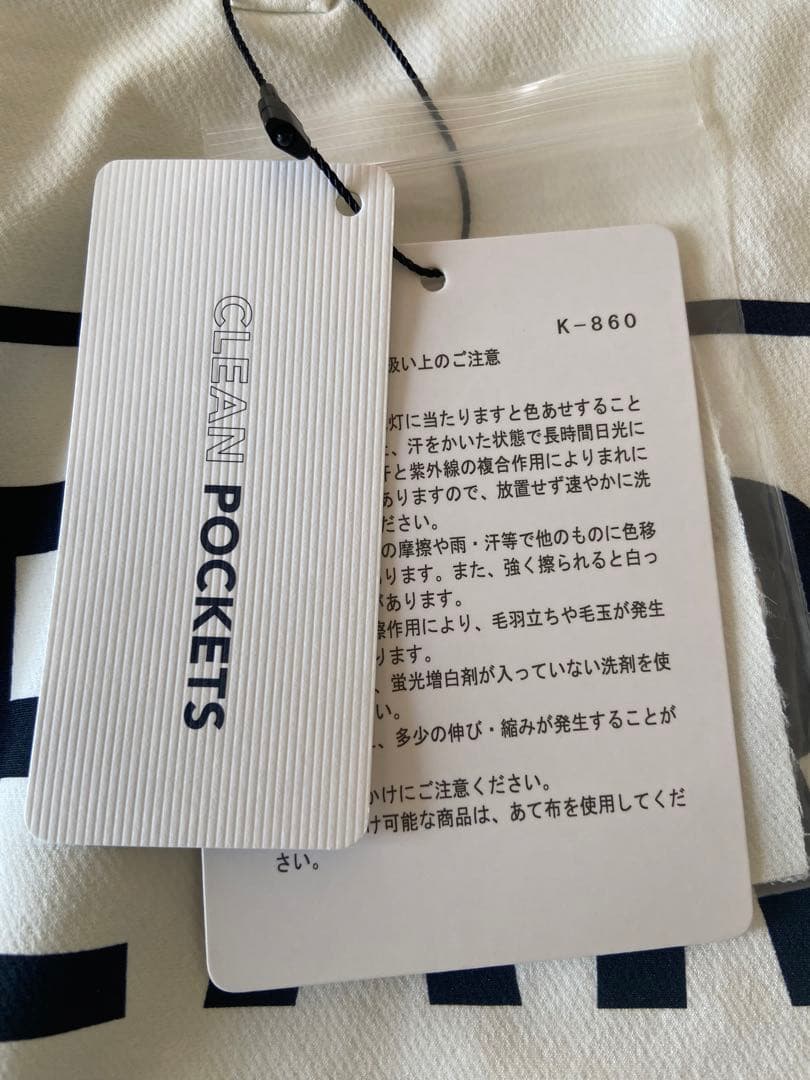 CLEAN POCKETS
K-860
扱い上のご注意
灯に当たりますと色あせすること
、汗をかいた状態で長時間日光に
汗と紫外線の複合作用によりまれに
ありますので、放置せず速やかに洗
ださい。
の摩擦や雨・汗等で他のものに色移
ります。また、強く擦られると白っ
があります。
擦作用により、毛羽立ちや毛玉が発生
ります。
、蛍光増白剤が入っていない洗剤を使
い。
、多少の伸び・縮みが発生することが
かけにご注意ください。
け可能な商品は、あて布を使用してくだ
さい。